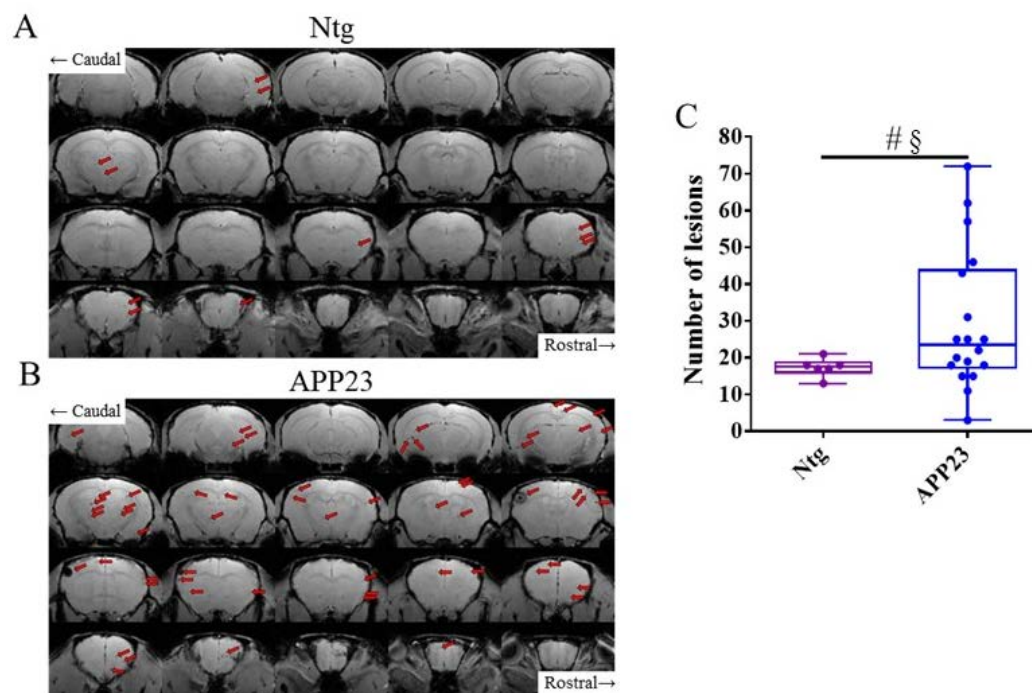 A
Ntg
← Caudal
Rostral→
B
APP23
← Caudal
Rostral→
C
# §
80
70
60
50
40
30
20
10
0
Number of lesions
Ntg
APP23